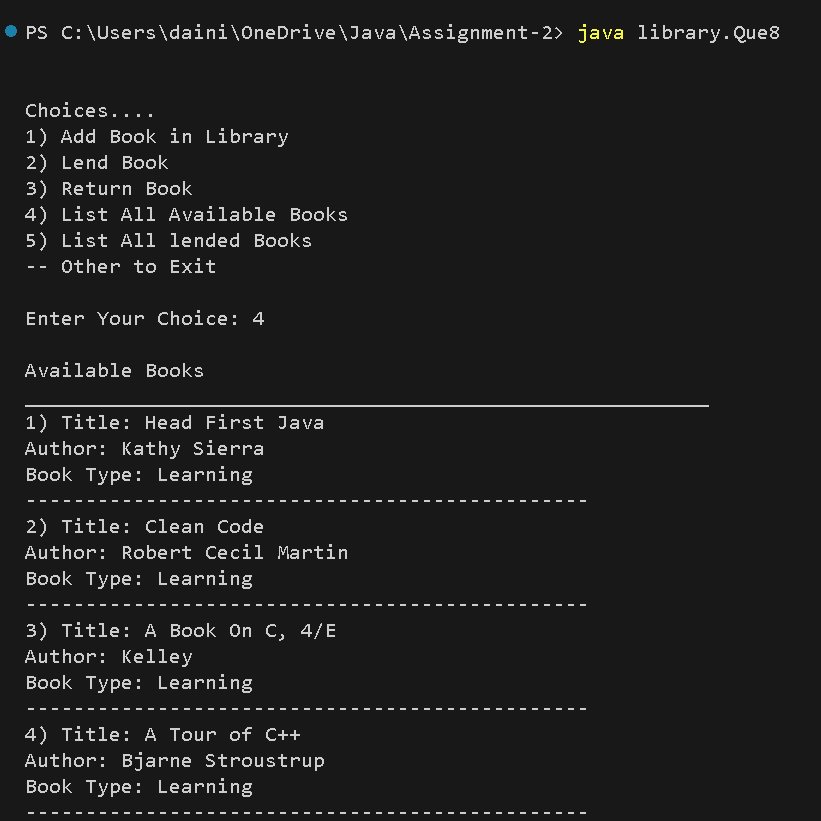 PS C:\Users\daini\OneDrive\Java\Assignment-2> java library.Que8
Choices....
1) Add Book in Library
2) Lend Book
3) Return Book
4) List All Available Books
5) List All lended Books
-- Other to Exit
Enter Your Choice: 4
Available Books
_________________________________________________________
1) Title: Head First Java
Author: Kathy Sierra
Book Type: Learning
-----------------------------------------------
2) Title: Clean Code
Author: Robert Cecil Martin
Book Type: Learning
-----------------------------------------------
3) Title: A Book On C, 4/E
Author: Kelley
Book Type: Learning
-----------------------------------------------
4) Title: A Tour of C++
Author: Bjarne Stroustrup
Book Type: Learning
-----------------------------------------------